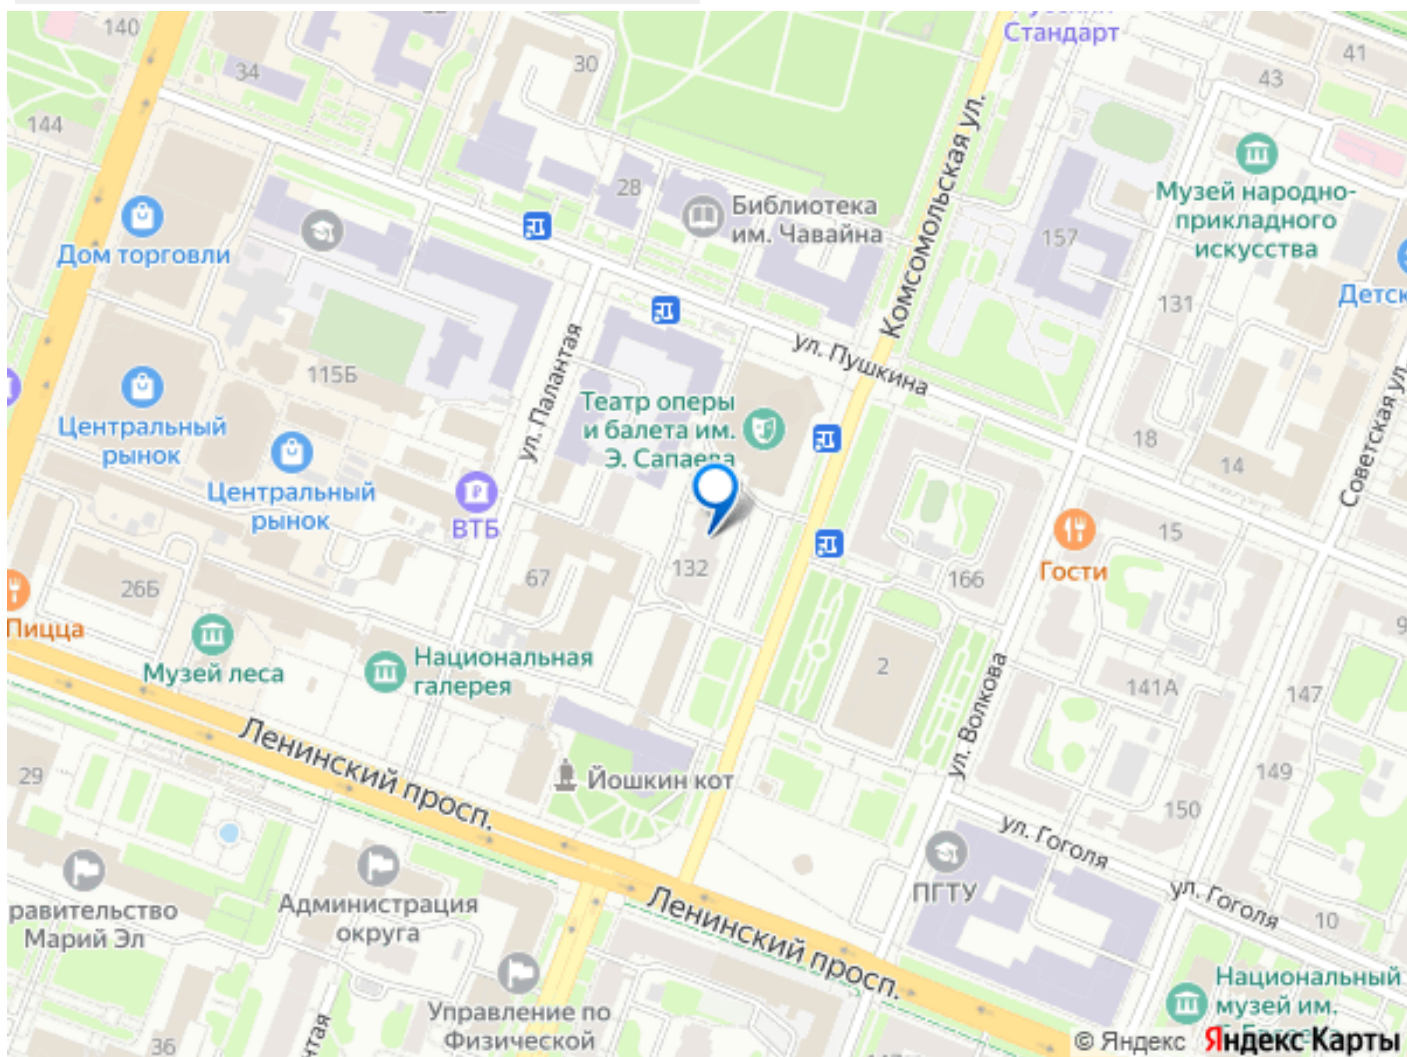 140
Стандарт
41
34
30
43
144
Комсомольская ул.
Музей народно-
прикладного
искусства
28
Библиотека
им. Чавайна
157
Дом торговли
Детск
131
ул. Пушкина
115Б
ул. Палантая
Театр оперы
и балета им.
Э. Сапаева
Центральный
рынок
18
14
Советская ул.
Центральный
рынок
ВТБ
15
Гости
132
166
67
26Б
Пицца
Музей леса
Национальная
галерея
2
ул. Волкова
141А
147
9
Ленинский просп.
29
Йошкин кот
149
150
ул. Гоголя
ПГТУ
ул. Гоголя
10
равительство
Марий Эл
Администрация
округа
Ленинский просп.
Управление по
Физической
36
нтая
Национальный
музей им.
© Яндекс Яндекс Карты